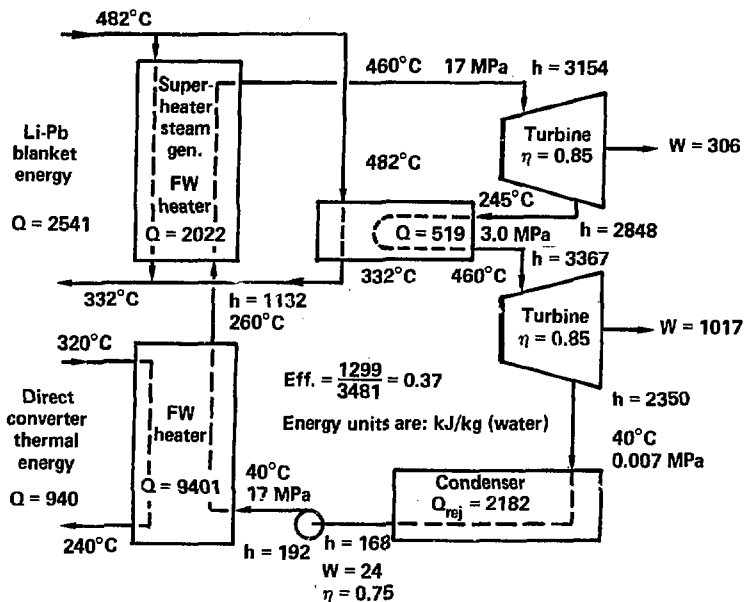 482°C
Li-Pb
blanket
energy
Q = 2541
Super-
heater
steam
gen.
FW
heater
Q = 2022
460°C 17 MPa h = 3154
Turbine
η = 0.85
W = 306
482°C
245°C
Q = 519
3.0 MPa
h = 2848
h = 3367
332°C
460°C
332°C
h = 1132
260°C
Turbine
η = 0.85
W = 1017
320°C
Direct
converter
thermal
energy
Q = 940
240°C
FW
heater
Q = 9401
Eff. = 1299/3481 = 0.37
Energy units are: kJ/kg (water)
h = 2350
40°C
0.007 MPa
40°C
17 MPa
Condenser
Qrej = 2182
h = 192
h = 168
W = 24
η = 0.75